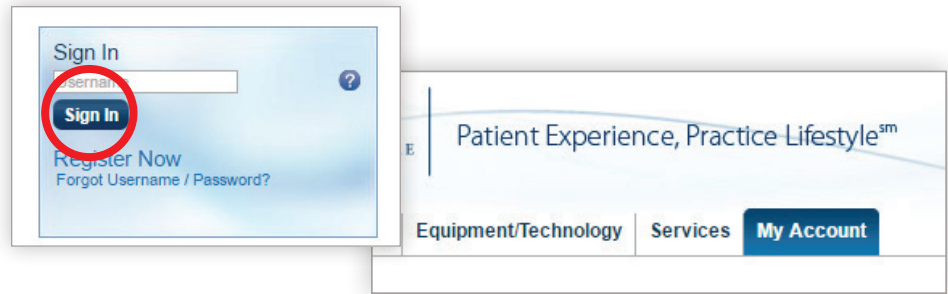 Sign In
Username
Sign In
Register Now
Forgot Username / Password?
?
E
Patient Experience, Practice Lifestyle℠
Equipment/Technology
Services
My Account